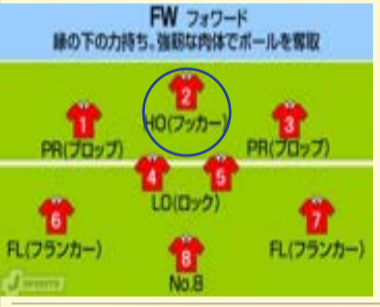 FW フォワード
縁の下の力持ち。強靭な肉体でボールを奪取
2
1 HO(フッカー) 3
PR(プロップ) PR(プロップ)
4 5
LO(ロック)
6 7
FL(フランカー) FL(フランカー)
8
No.8
J SPORTS